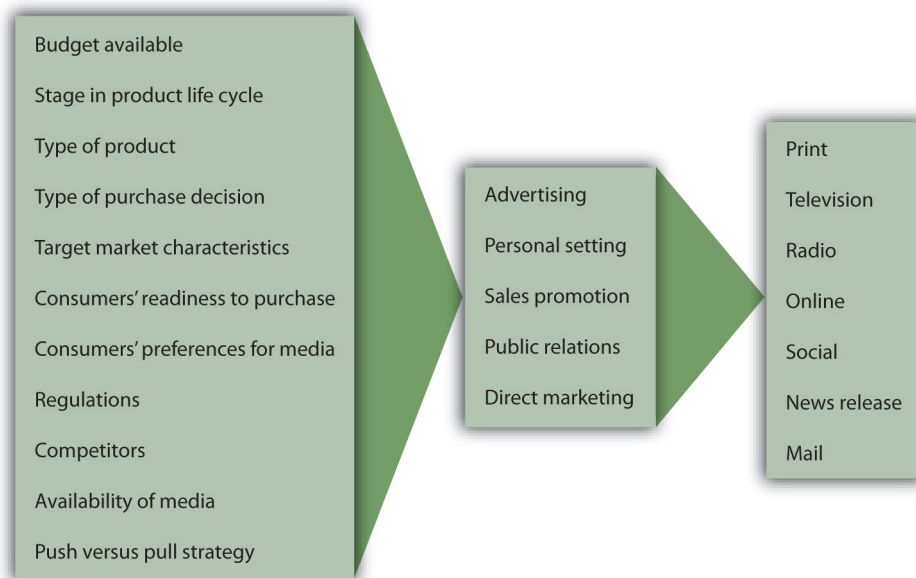 Budget available
Stage in product life cycle
Type of product
Type of purchase decision
Target market characteristics
Consumers’ readiness to purchase
Consumers’ preferences for media
Regulations
Competitors
Availability of media
Push versus pull strategy
Advertising
Personal setting
Sales promotion
Public relations
Direct marketing
Print
Television
Radio
Online
Social
News release
Mail